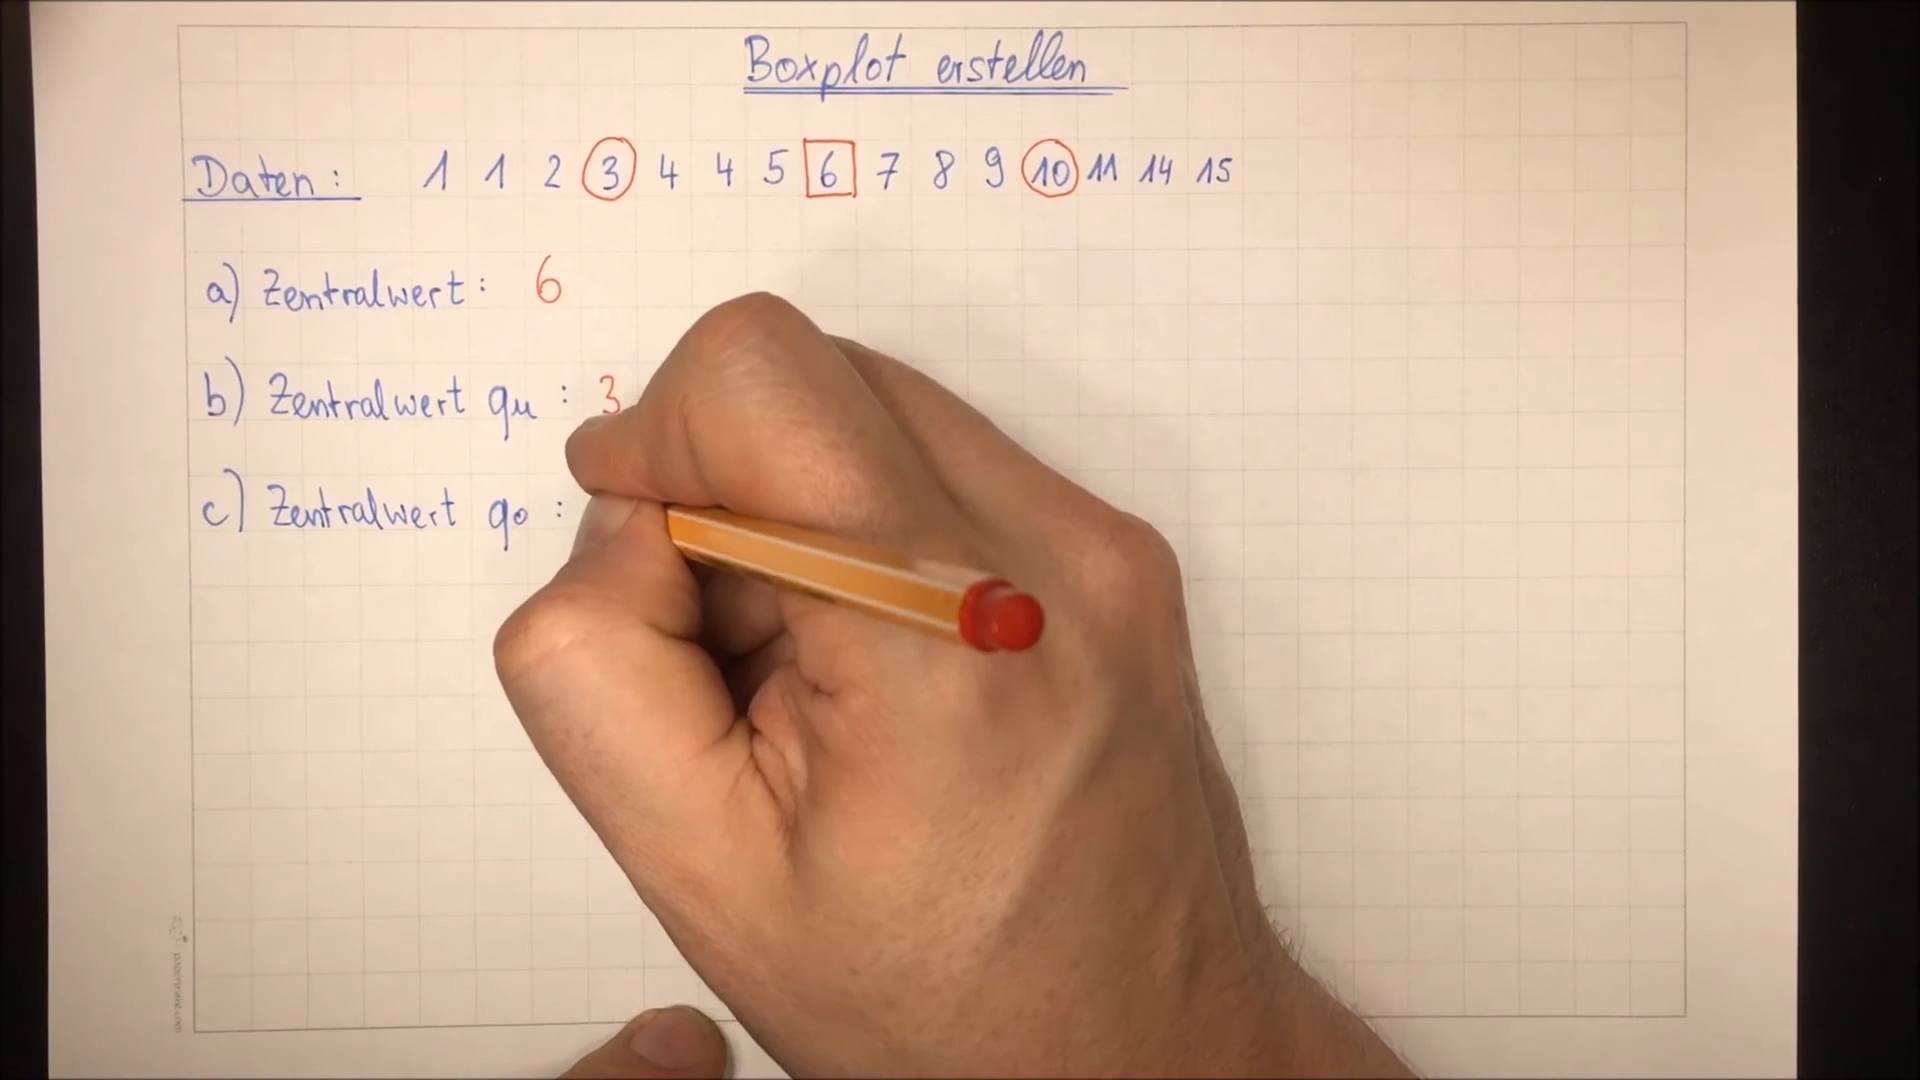 Boxplot erstellen
Daten: 1 1 2 3 4 4 5 6 7 8 9 10 11 14 15
a) Zentralwert: 6
b) Zentralwert qu: 3
c) Zentralwert qo: